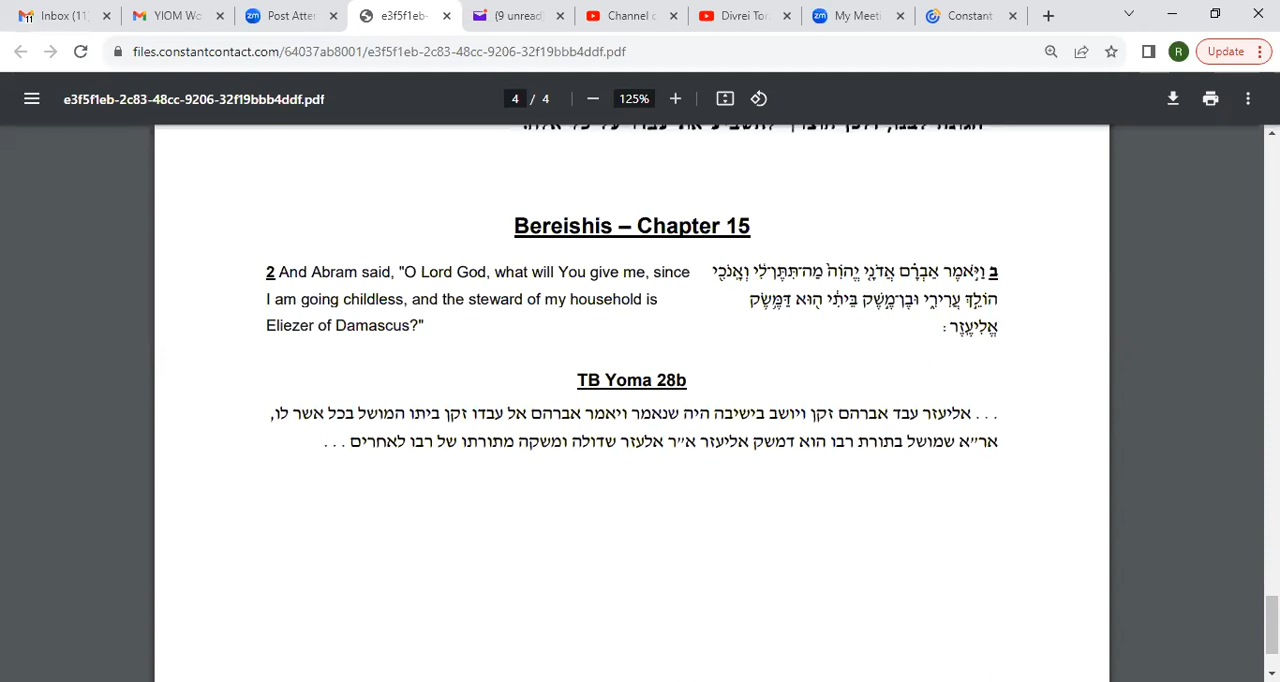 Inbox (11)
YIOM Wo
Post Atter
e3f5f1eb-
(9 unread)
Channel c
Divrei Tor
My Meeti
Constant
files.constantcontact.com/64037ab8001/e3f5f1eb-2c83-48cc-9206-32f19bbb4ddf.pdf
R
Update
e3f5f1eb-2c83-48cc-9206-32f19bbb4ddf.pdf
4 / 4
125%
Bereishis – Chapter 15
2 And Abram said, "O Lord God, what will You give me, since
I am going childless, and the steward of my household is
Eliezer of Damascus?"
ב וַיֹּ֣אמֶר אַבְרָ֗ם אֲדֹנָ֤י יֱהֹוִה֙ מַה־תִּתֶּן־לִ֔י וְאָֽנֹכִ֖י
הוֹלֵ֣ךְ עֲרִירִ֑י וּבֶן־מֶ֣שֶׁק בֵּיתִ֔י ה֖וּא דַּמֶּ֥שֶׂק
אֱלִיעֶֽזֶר:
TB Yoma 28b
. . . אליעזר עבד אברהם זקן ויושב בישיבה היה שנאמר ויאמר אברהם אל עבדו זקן ביתו המושל בכל אשר לו,
אר״א שמושל בתורת רבו הוא דמשק אליעזר א״ר אלעזר שדולה ומשקה מתורתו של רבו לאחרים . . .